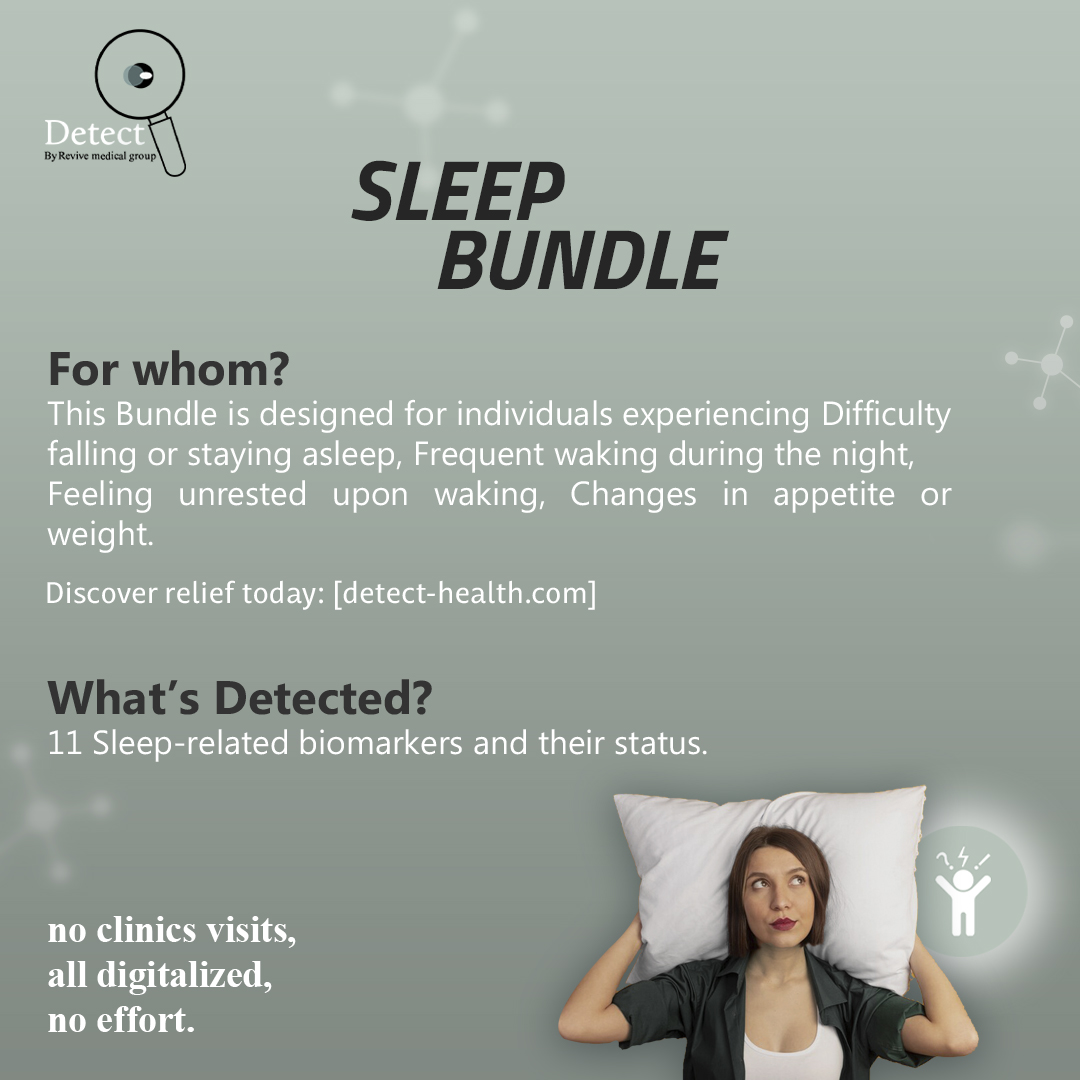 Detect
By Revive medical group
SLEEP
BUNDLE
For whom?
This Bundle is designed for individuals experiencing Difficulty
falling or staying asleep, Frequent waking during the night,
Feeling unrested upon waking, Changes in appetite or
weight.
Discover relief today: [detect-health.com]
What’s Detected?
11 Sleep-related biomarkers and their status.
no clinics visits,
all digitalized,
no effort.